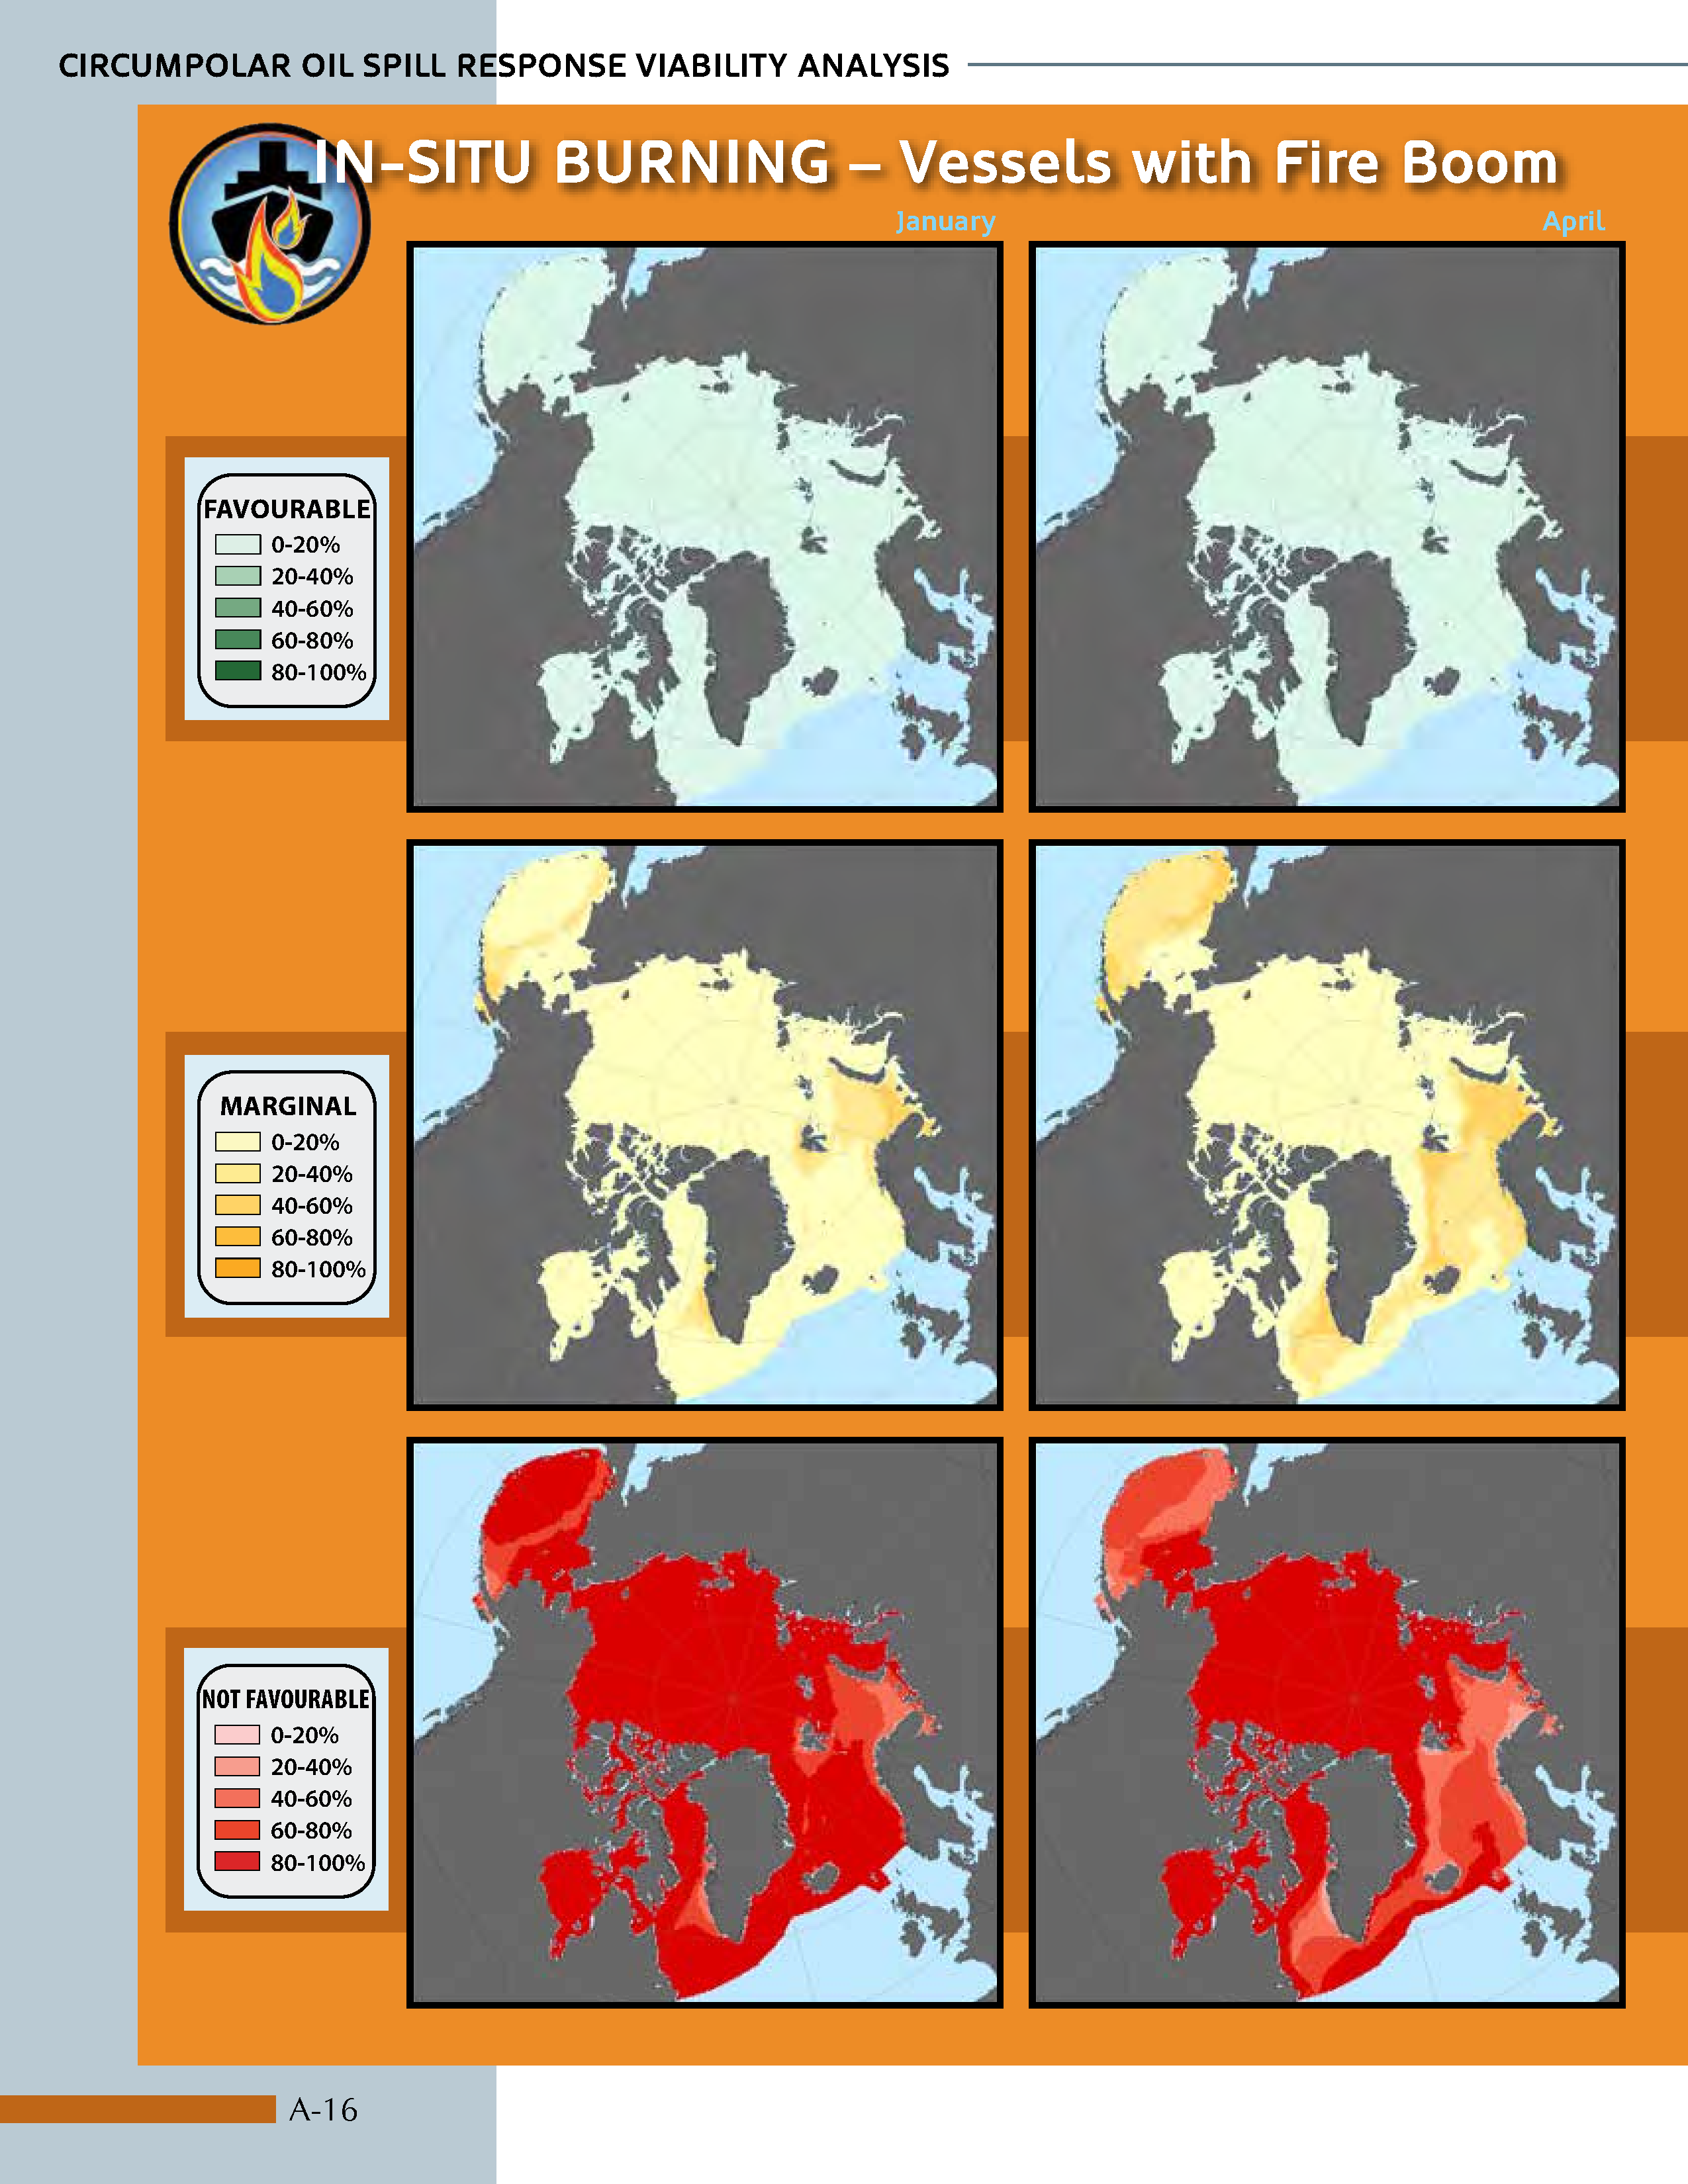 CIRCUMPOLAR OIL SPILL RESPONSE VIABILITY ANALYSIS
IN-SITU BURNING – Vessels with Fire Boom
January
April
FAVOURABLE
0-20%
20-40%
40-60%
60-80%
80-100%
MARGINAL
0-20%
20-40%
40-60%
60-80%
80-100%
NOT FAVOURABLE
0-20%
20-40%
40-60%
60-80%
80-100%
A-16